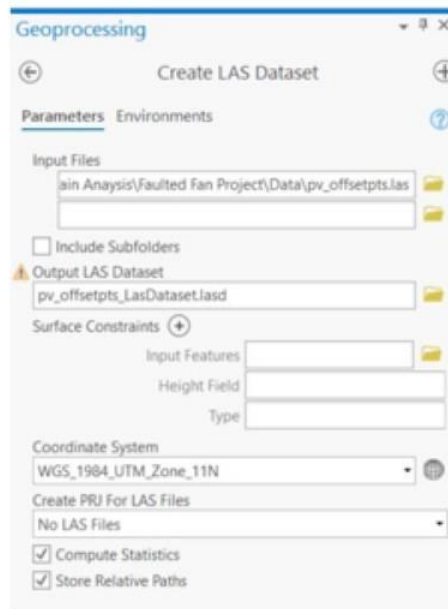 Geoprocessing
Create LAS Dataset
Parameters Environments
Input Files
ain Anaysis\Faulted Fan Project\Data\pv_offsetpts.las
Include Subfolders
Output LAS Dataset
pv_offsetpts_LasDataset.lasd
Surface Constraints
Input Features
Height Field
Type
Coordinate System
WGS_1984_UTM_Zone_11N
Create PRJ For LAS Files
No LAS Files
Compute Statistics
Store Relative Paths